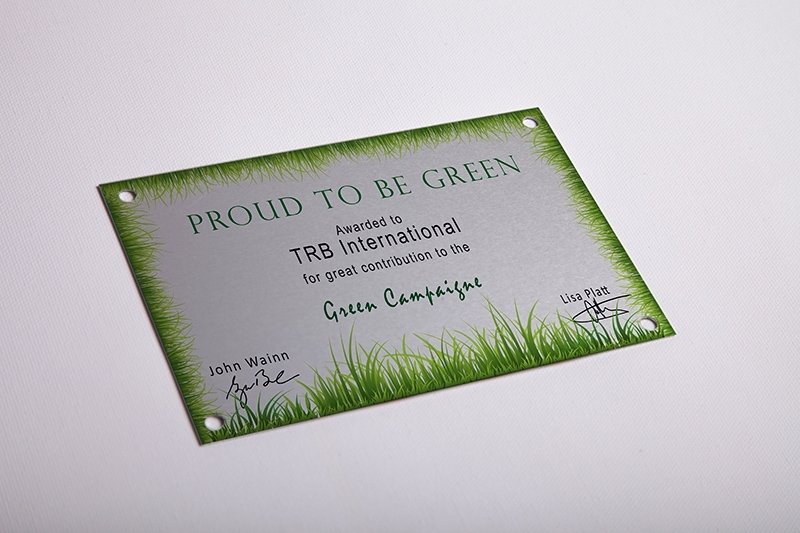 PROUD TO BE GREEN
Awarded to
TRB International
for great contribution to the
Green Campaigne
Lisa Platt
John Wainn